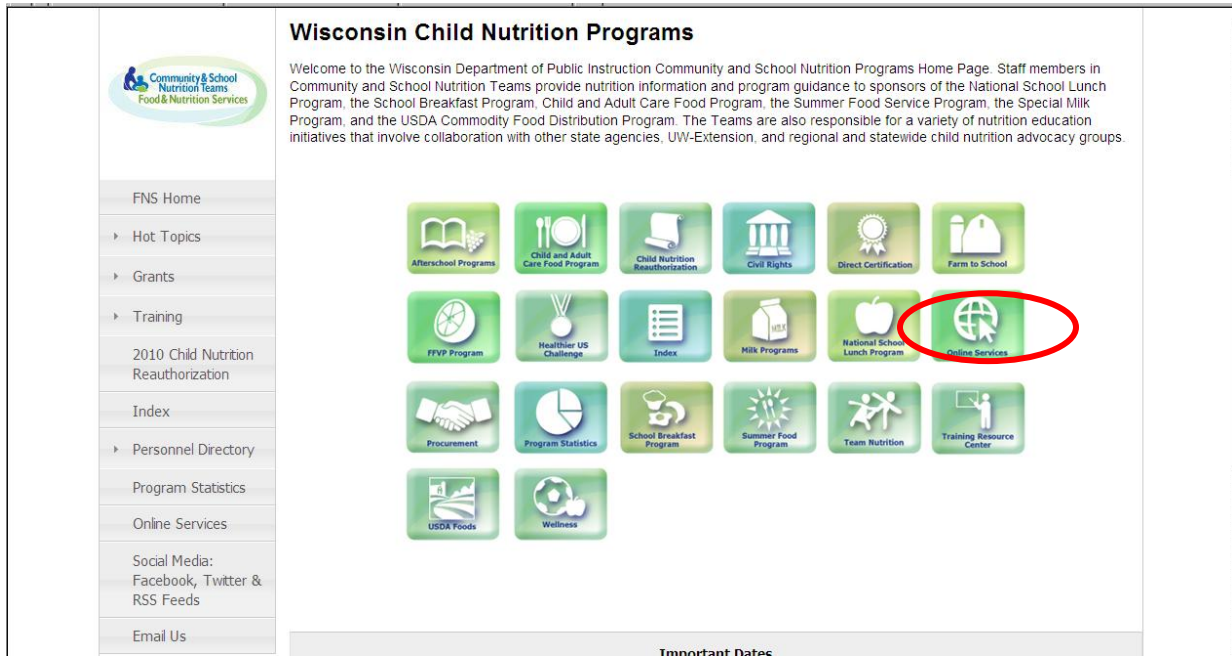 Wisconsin Child Nutrition Programs
Community & School
Nutrition Teams
Food & Nutrition Services
Welcome to the Wisconsin Department of Public Instruction Community and School Nutrition Programs Home Page. Staff members in
Community and School Nutrition Teams provide nutrition information and program guidance to sponsors of the National School Lunch
Program, the School Breakfast Program, Child and Adult Care Food Program, the Summer Food Service Program, the Special Milk
Program, and the USDA Commodity Food Distribution Program. The Teams are also responsible for a variety of nutrition education
initiatives that involve collaboration with other state agencies, UW-Extension, and regional and statewide child nutrition advocacy groups.
FNS Home
Hot Topics
Grants
Training
2010 Child Nutrition
Reauthorization
Index
Personnel Directory
Program Statistics
Online Services
Social Media:
Facebook, Twitter &
RSS Feeds
Email Us
Afterschool Programs
Child and Adult
Care Food Program
Child Nutrition
Reauthorization
Civil Rights
Direct Certification
Farm to School
FFVP Program
Healthier US
Challenge
Index
MILK
Milk Programs
National School
Lunch Program
Online Services
Procurement
Program Statistics
School Breakfast
Program
Summer Food
Program
Team Nutrition
Training Resource
Center
USDA Foods
Wellness
Important Dates